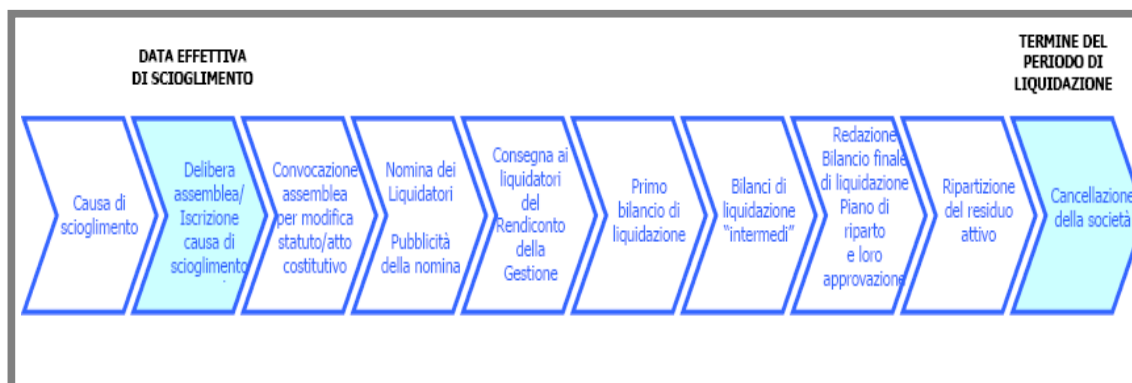 DATA EFFETTIVA
DI SCIOGLIMENTO
TERMINE DEL
PERIODO DI
LIQUIDAZIONE
Causa di
scioglimento
Delibera
assemblea/
Iscrizione
causa di
scioglimento
Convocazione
assemblea
per modifica
statuto/atto
costitutivo
Nomina dei
Liquidatori
Pubblicità
della nomina
Consegna ai
liquidatori
del
Rendiconto
della
Gestione
Primo
bilancio di
liquidazione
Bilanci di
liquidazione
"intermedi"
Redazione
Bilancio finale
di liquidazione
Piano di
riparto
e loro
approvazione
Ripartizione
del residuo
attivo
Cancellazione
della società